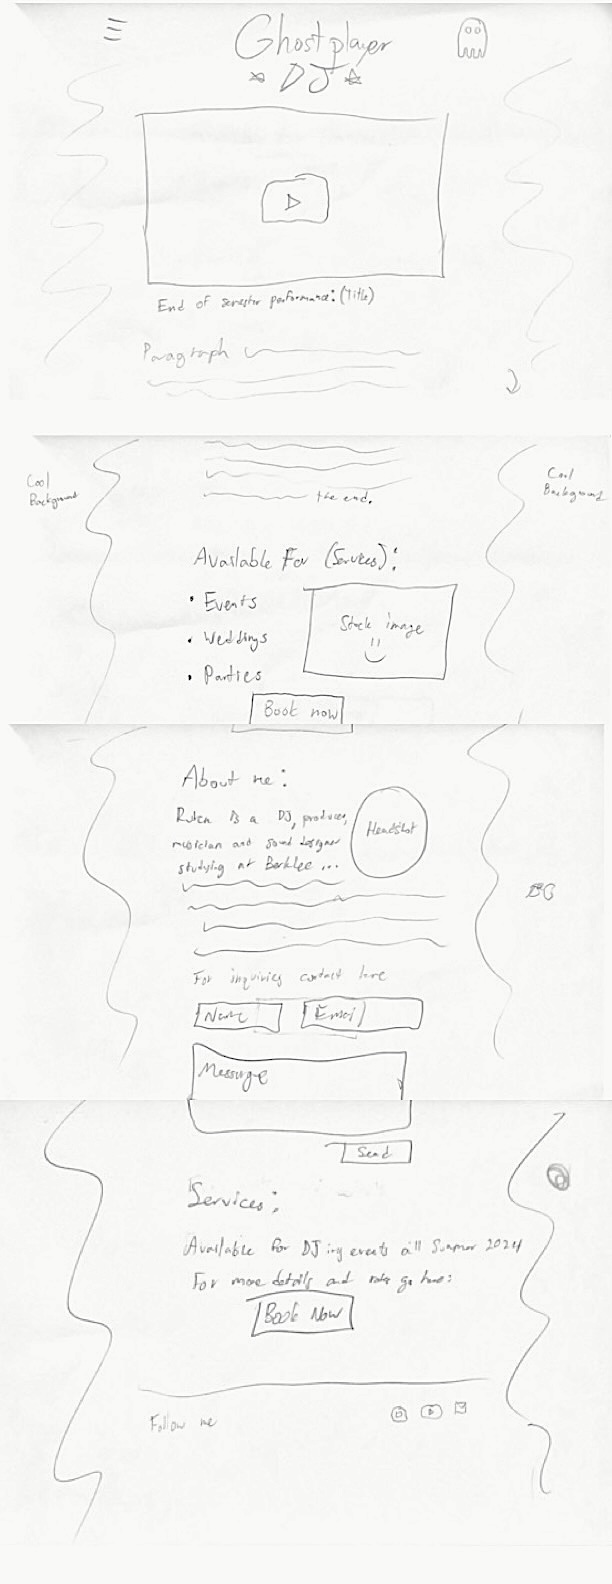 Ghostplayer
DJ
End of semester performance: (Title)
Paragraph
the end.
Cool
Background
Cool
Background
Available For (Services):
• Events
• Weddings
• Parties
Stock image
Book now
About me:
is a DJ, producer,
musician and sound designer
studying at Berklee ...
Headshot
BG
For inquiries contact here
Name
Email
Message
Send
Services:
Available for DJing events all Summer 2024
For more details and rates go here:
Book Now
Follow me